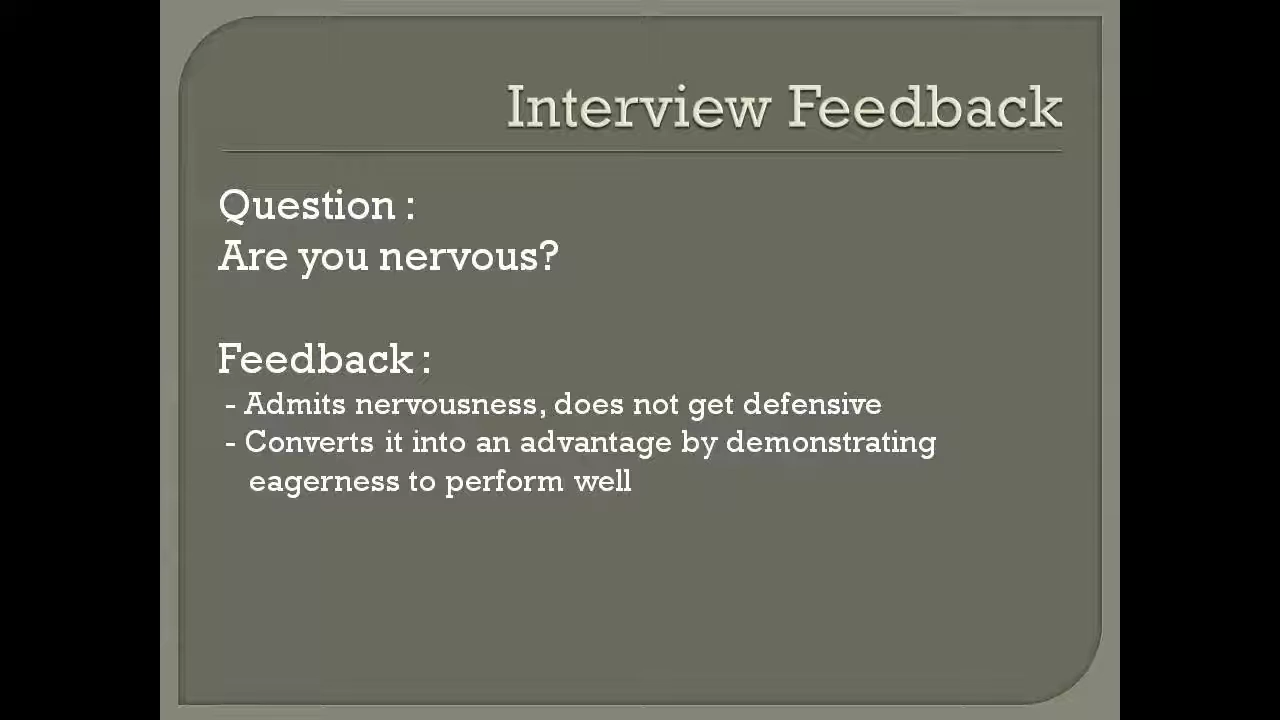 Interview Feedback
Question :
Are you nervous?
Feedback :
- Admits nervousness, does not get defensive
- Converts it into an advantage by demonstrating
eagerness to perform well